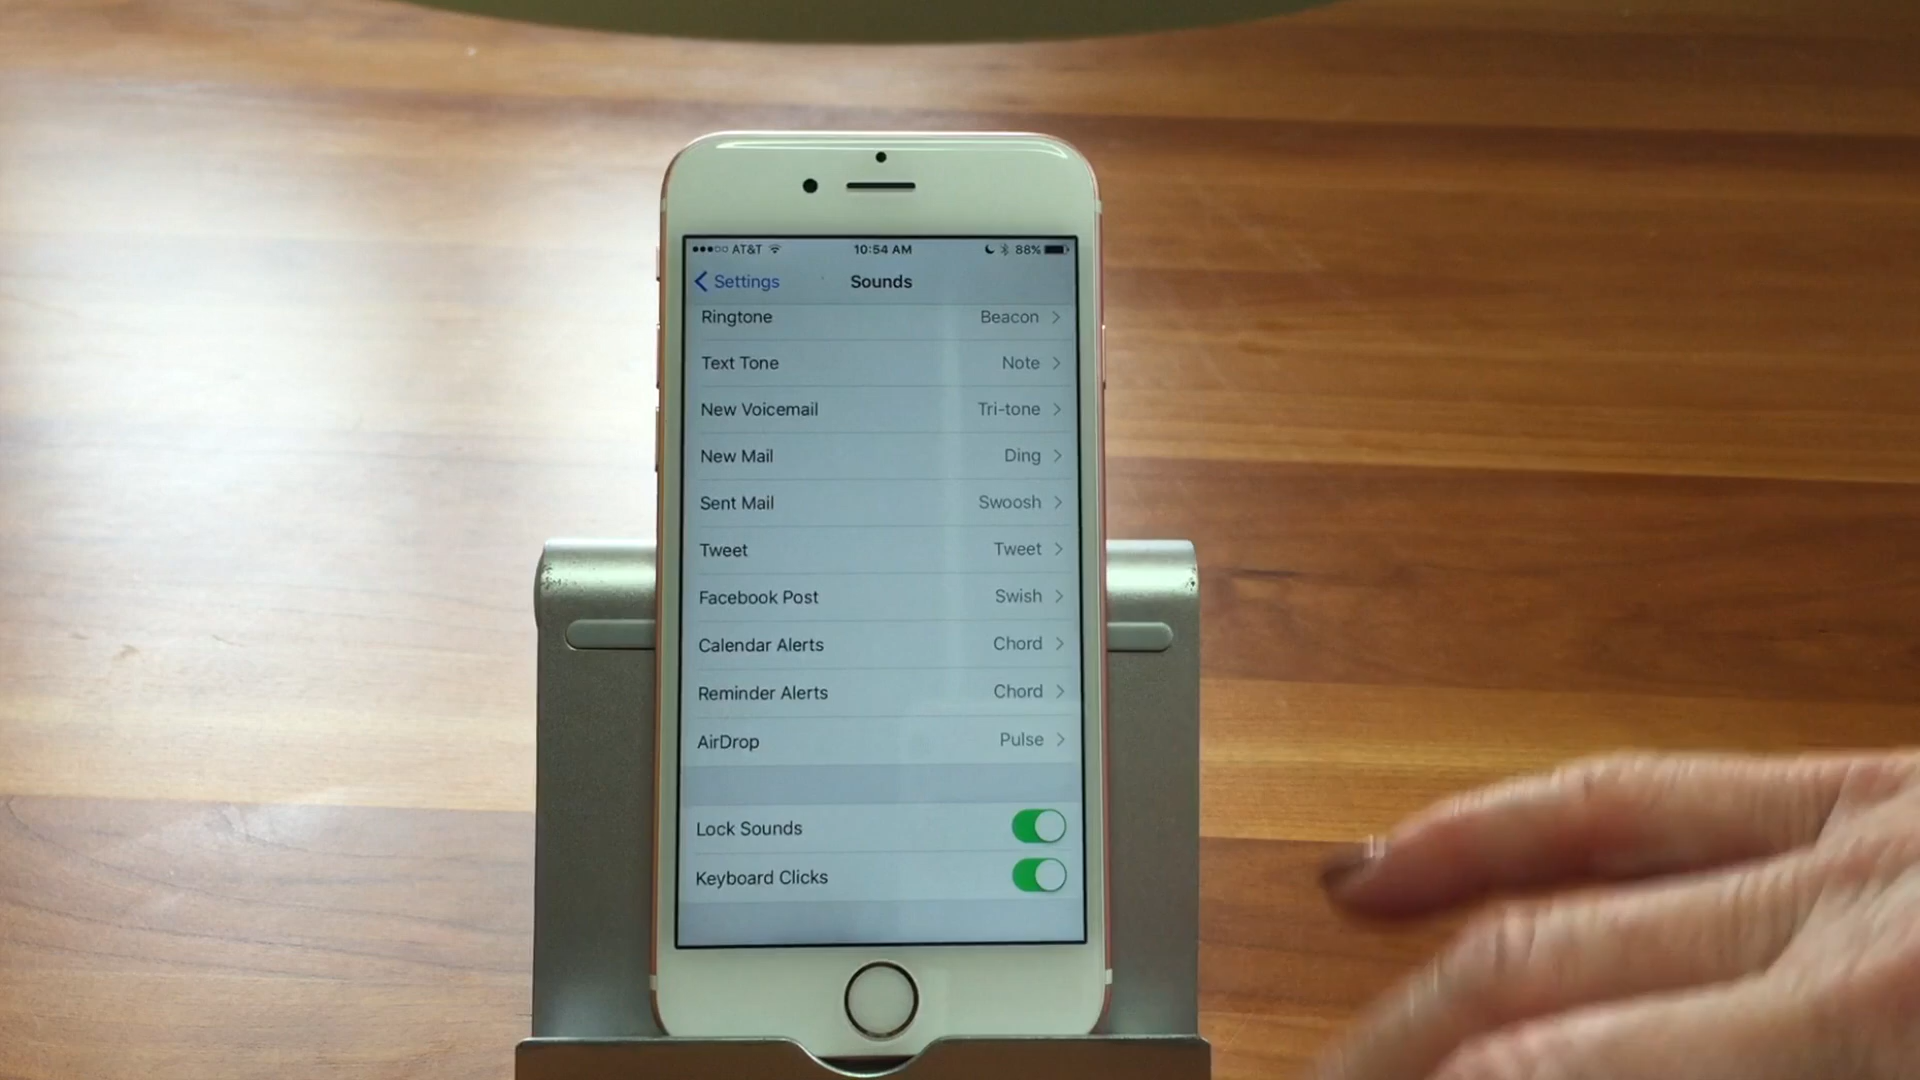 AT&T 10:54 AM 88%
Settings Sounds
Ringtone Beacon
Text Tone Note
New Voicemail Tri-tone
New Mail Ding
Sent Mail Swoosh
Tweet Tweet
Facebook Post Swish
Calendar Alerts Chord
Reminder Alerts Chord
AirDrop Pulse
Lock Sounds
Keyboard Clicks